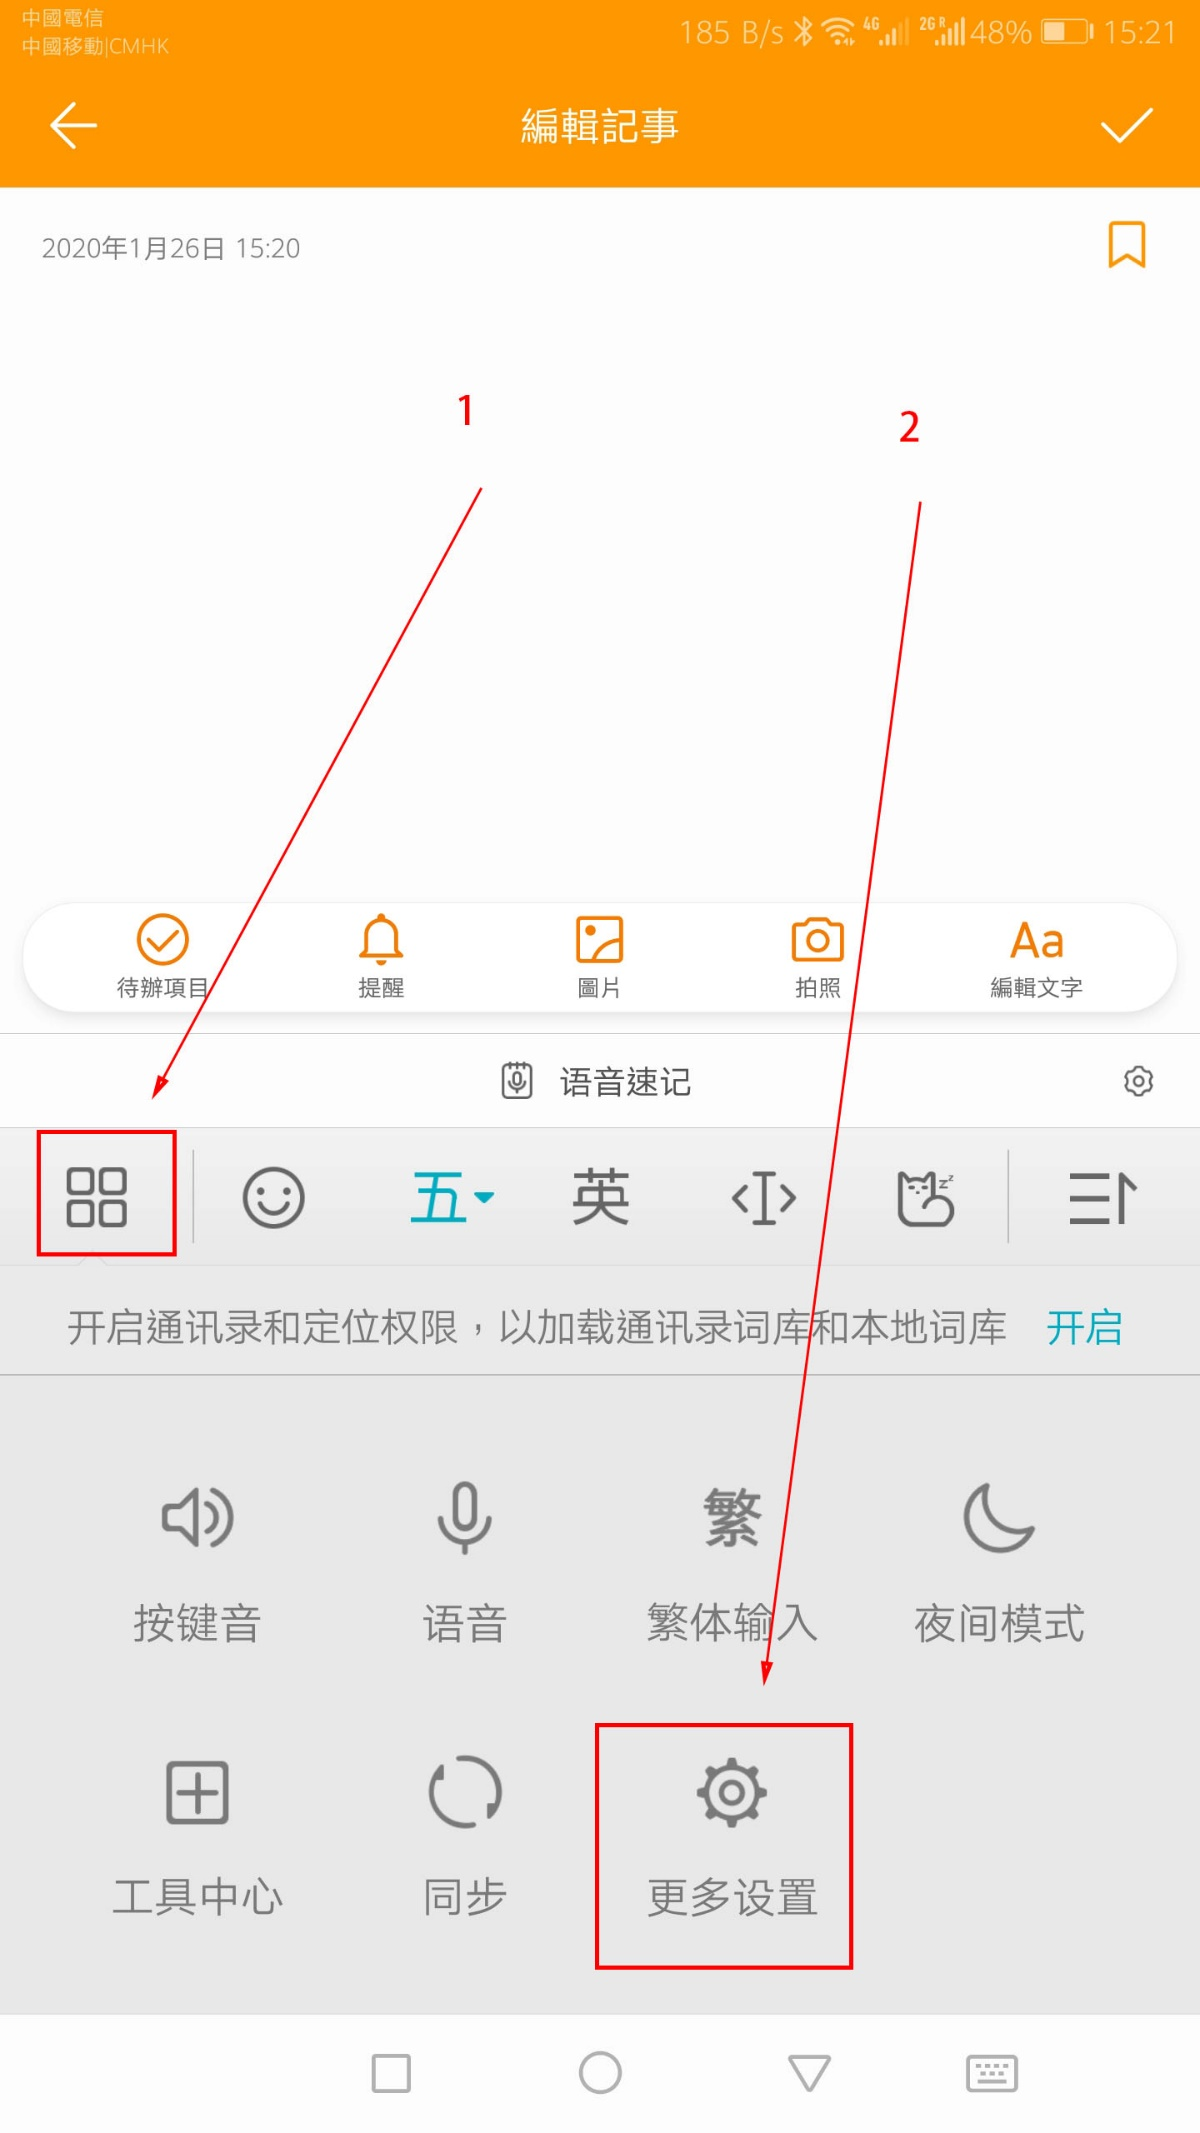 中國電信
中國移動|CMHK
185 B/s 4G 2G R 48% 15:21
編輯記事
2020年1月26日 15:20
1
2
待辦項目 提醒 圖片 拍照 Aa 編輯文字
语音速记
五 英 zzz
开启通讯录和定位权限，以加载通讯录词库和本地词库 开启
繁
按键音 语音 繁体输入 夜间模式
工具中心 同步 更多设置